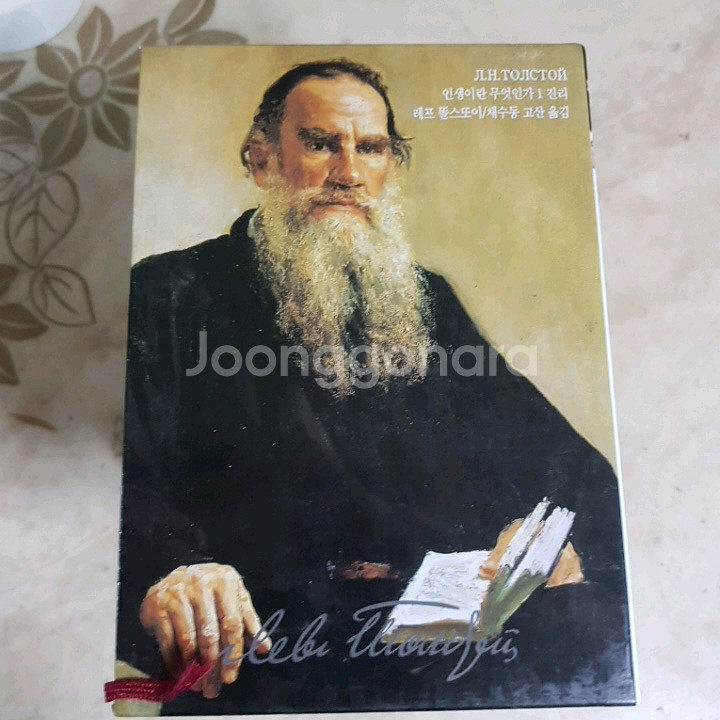 Л.Н.ТОЛСТОЙ
인생이란 무엇인가 1 진리
레프 똘스또이/채수동 고산 옮김
Joonggonara
Левъ Толстой